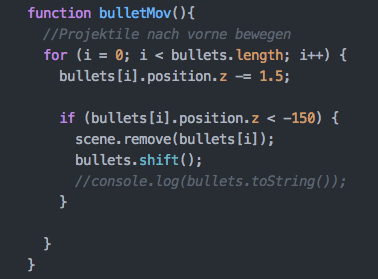 function bulletMov(){
//Projektile nach vorne bewegen
for (i = 0; i < bullets.length; i++) {
bullets[i].position.z -= 1.5;
if (bullets[i].position.z < -150) {
scene.remove(bullets[i]);
bullets.shift();
//console.log(bullets.toString());
}
}
}